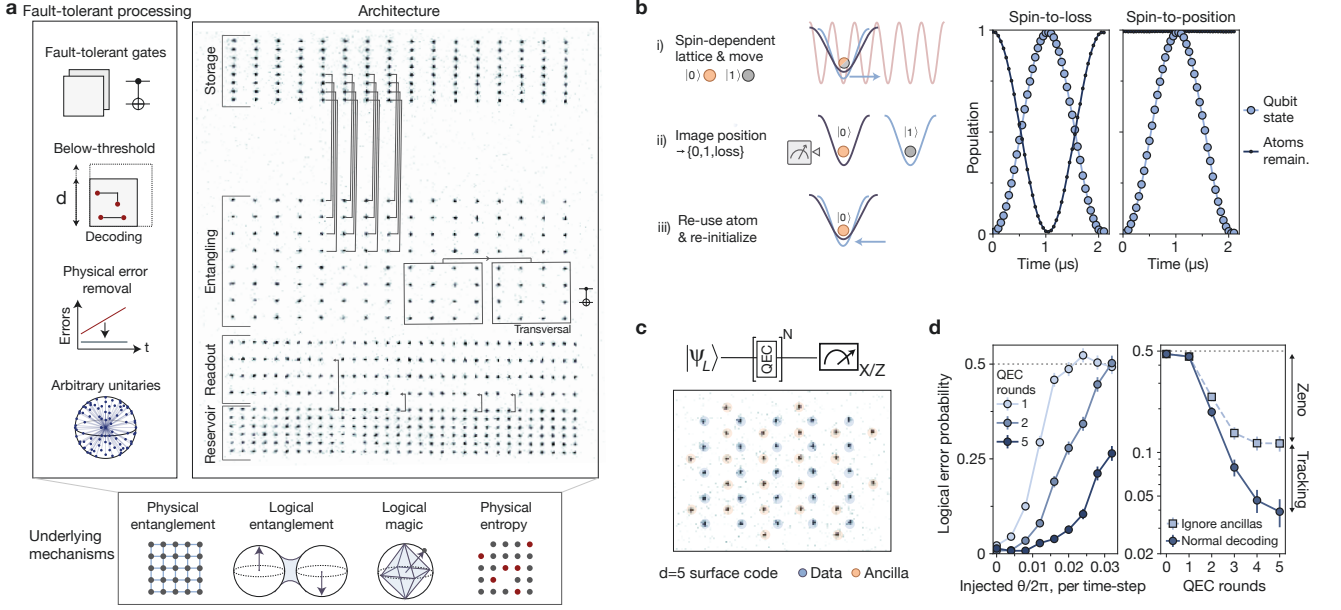 a
Fault-tolerant processing
Architecture
Fault-tolerant gates
Below-threshold
d
Decoding
Physical error
removal
Errors
t
Arbitrary unitaries
Storage
Entangling
Readout
Reservoir
Transversal
Underlying
mechanisms
Physical
entanglement
Logical
entanglement
Logical
magic
Physical
entropy
b
i) Spin-dependent
lattice & move
|0⟩ |1⟩
ii) Image position
→{0,1,loss}
|0⟩ |1⟩
iii) Re-use atom
& re-initialize
|0⟩
Spin-to-loss Spin-to-position
Population
1
0
0 1 2 0 1 2
Time (µs) Time (µs)
Qubit
state
Atoms
remain.
c
|Ψ_L⟩ QEC N X/Z
d=5 surface code Data Ancilla
d
Logical error probability
0.5
0.25
0
QEC
rounds
1
2
5
0 0.01 0.02 0.03
Injected θ/2π, per time-step
0.5
0.1
0.05
0.02
Ignore ancillas
Normal decoding
0 1 2 3 4 5
QEC rounds
Zeno
Tracking